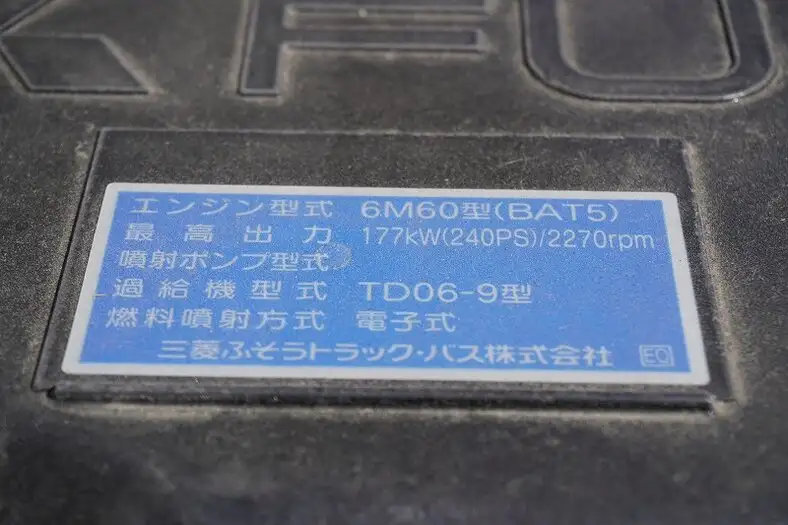 FU
エンジン型式 6M60型(BAT5)
最高出力 177kW(240PS)/2270rpm
噴射ポンプ型式
過給機型式 TD06-9型
燃料噴射方式 電子式
三菱ふそうトラック・バス株式会社 EQ